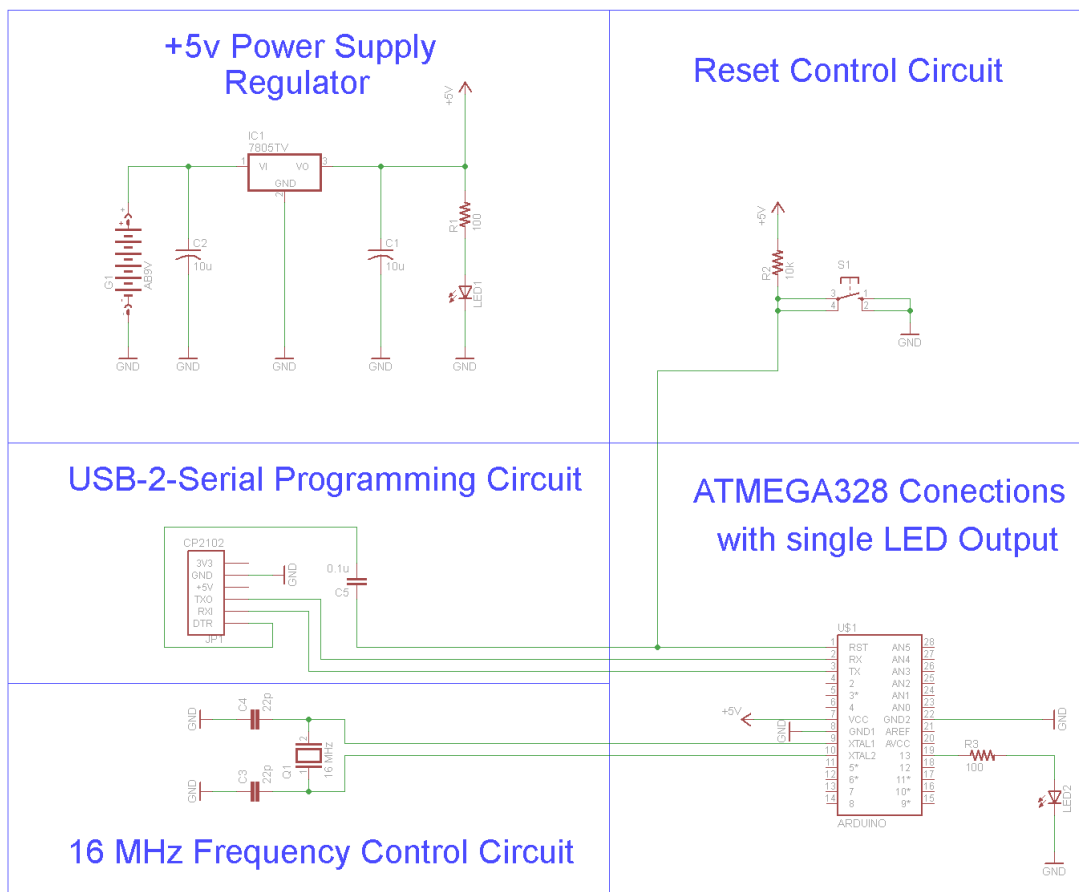 +5v Power Supply
Regulator
+5V
IC1
7805TV
1
VI
VO
3
GND
2
C2
10u
C1
10u
R1
100
LED1
+
+
G1
AB9V
-
-
GND
GND
GND
GND
GND
Reset Control Circuit
+5V
R2
10k
S1
3
1
4
2
GND
USB-2-Serial Programming Circuit
CP2102
3V3
GND
+5V
TXO
RXI
DTR
JP1
GND
0.1u
C5
ATMEGA328 Conections
with single LED Output
U$1
1 RST AN5 28
2 RX AN4 27
3 TX AN3 26
4 2 AN2 25
5 3* AN1 24
6 4 AN0 23
7 VCC GND2 22
8 GND1 AREF 21
9 XTAL1 AVCC 20
10 XTAL2 13 19
11 5* 12 18
12 6* 11* 17
13 7 10* 16
14 8 9* 15
ARDUINO
+5V
GND
GND
R3
100
LED2
GND
GND
C4
22p
2
Q1
16 MHz
1
GND
C3
22p
16 MHz Frequency Control Circuit